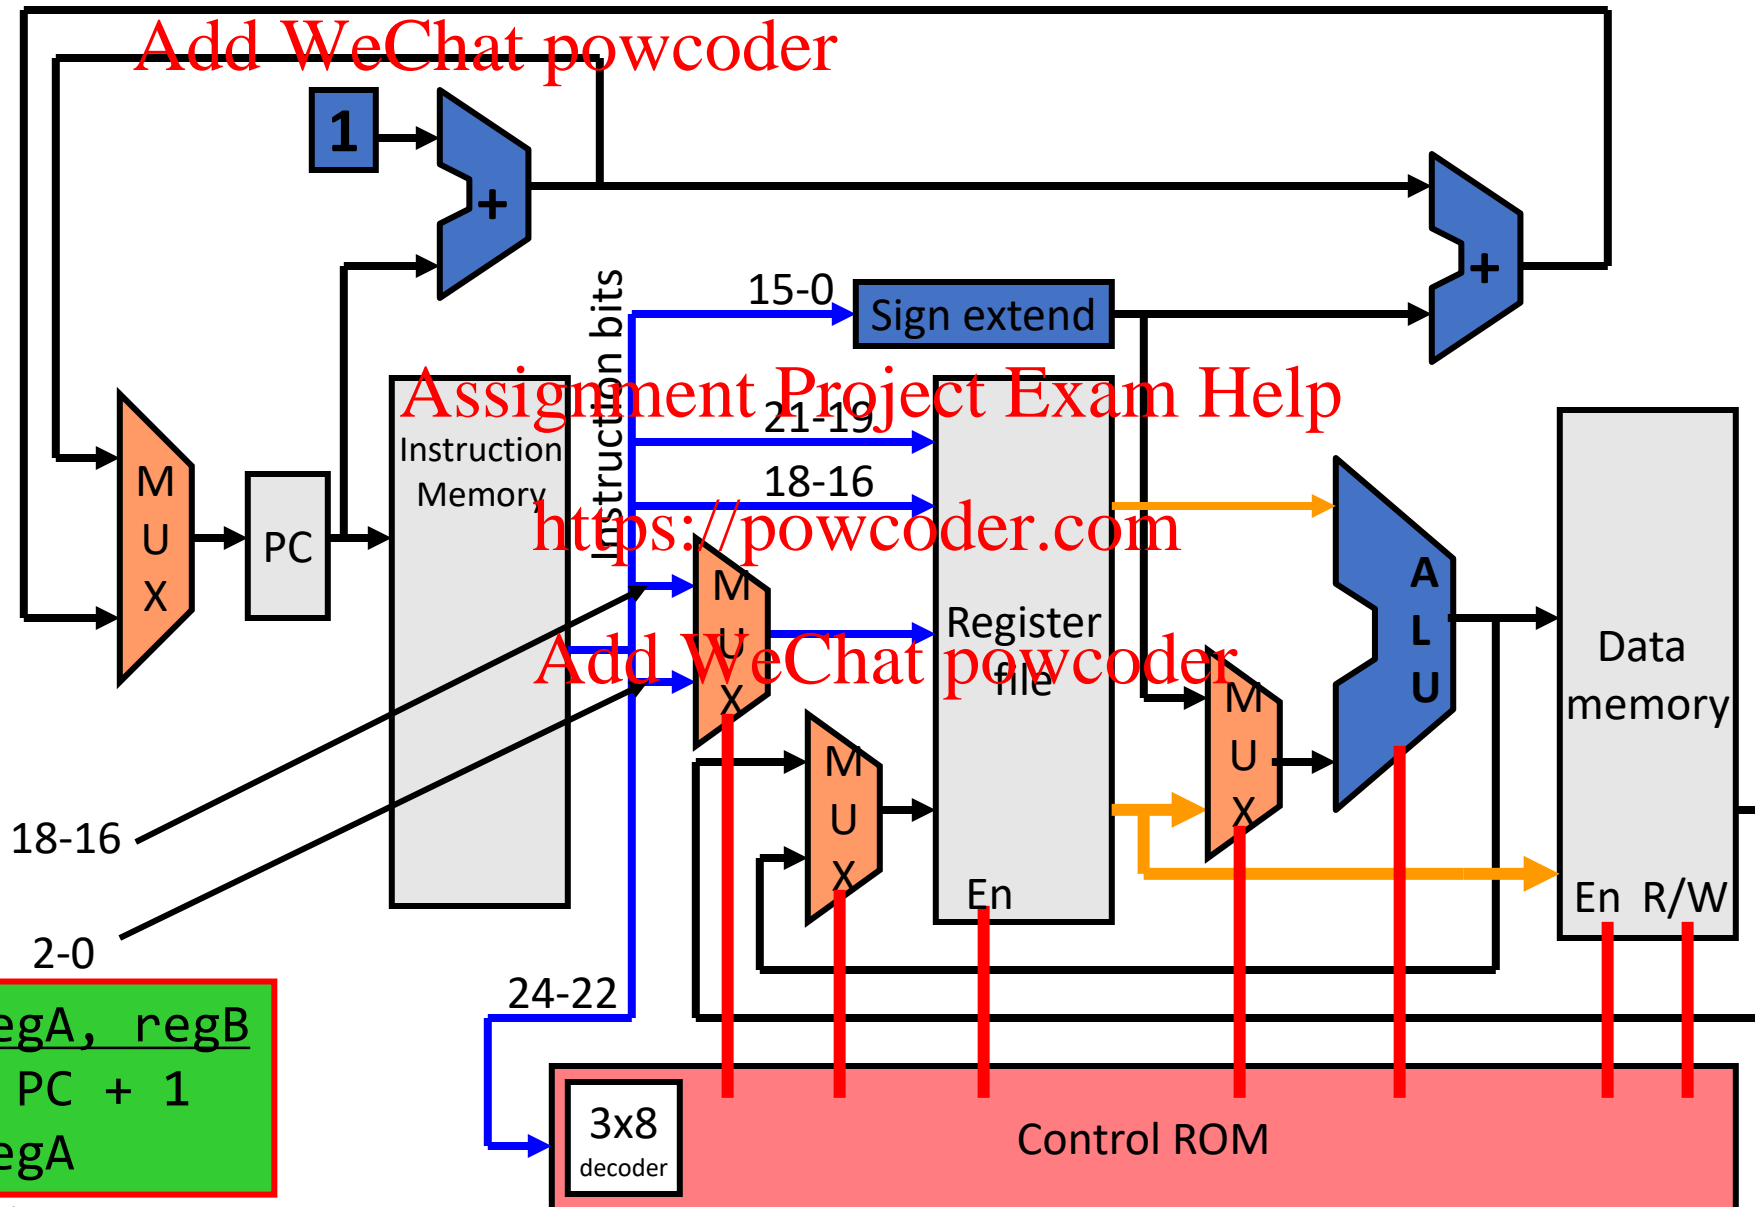 Add WeChat powcoder
1
+
+
Instruction bits
15-0
Sign extend
Assignment Project Exam Help
21-19
Instruction
Memory
18-16
https://powcoder.com
M
U
X
PC
M
U
X
Register
file
Add WeChat powcoder
A
L
U
Data
memory
M
U
X
M
U
X
18-16
2-0
En
En R/W
24-22
egA, regB
PC + 1
egA
3x8
decoder
Control ROM